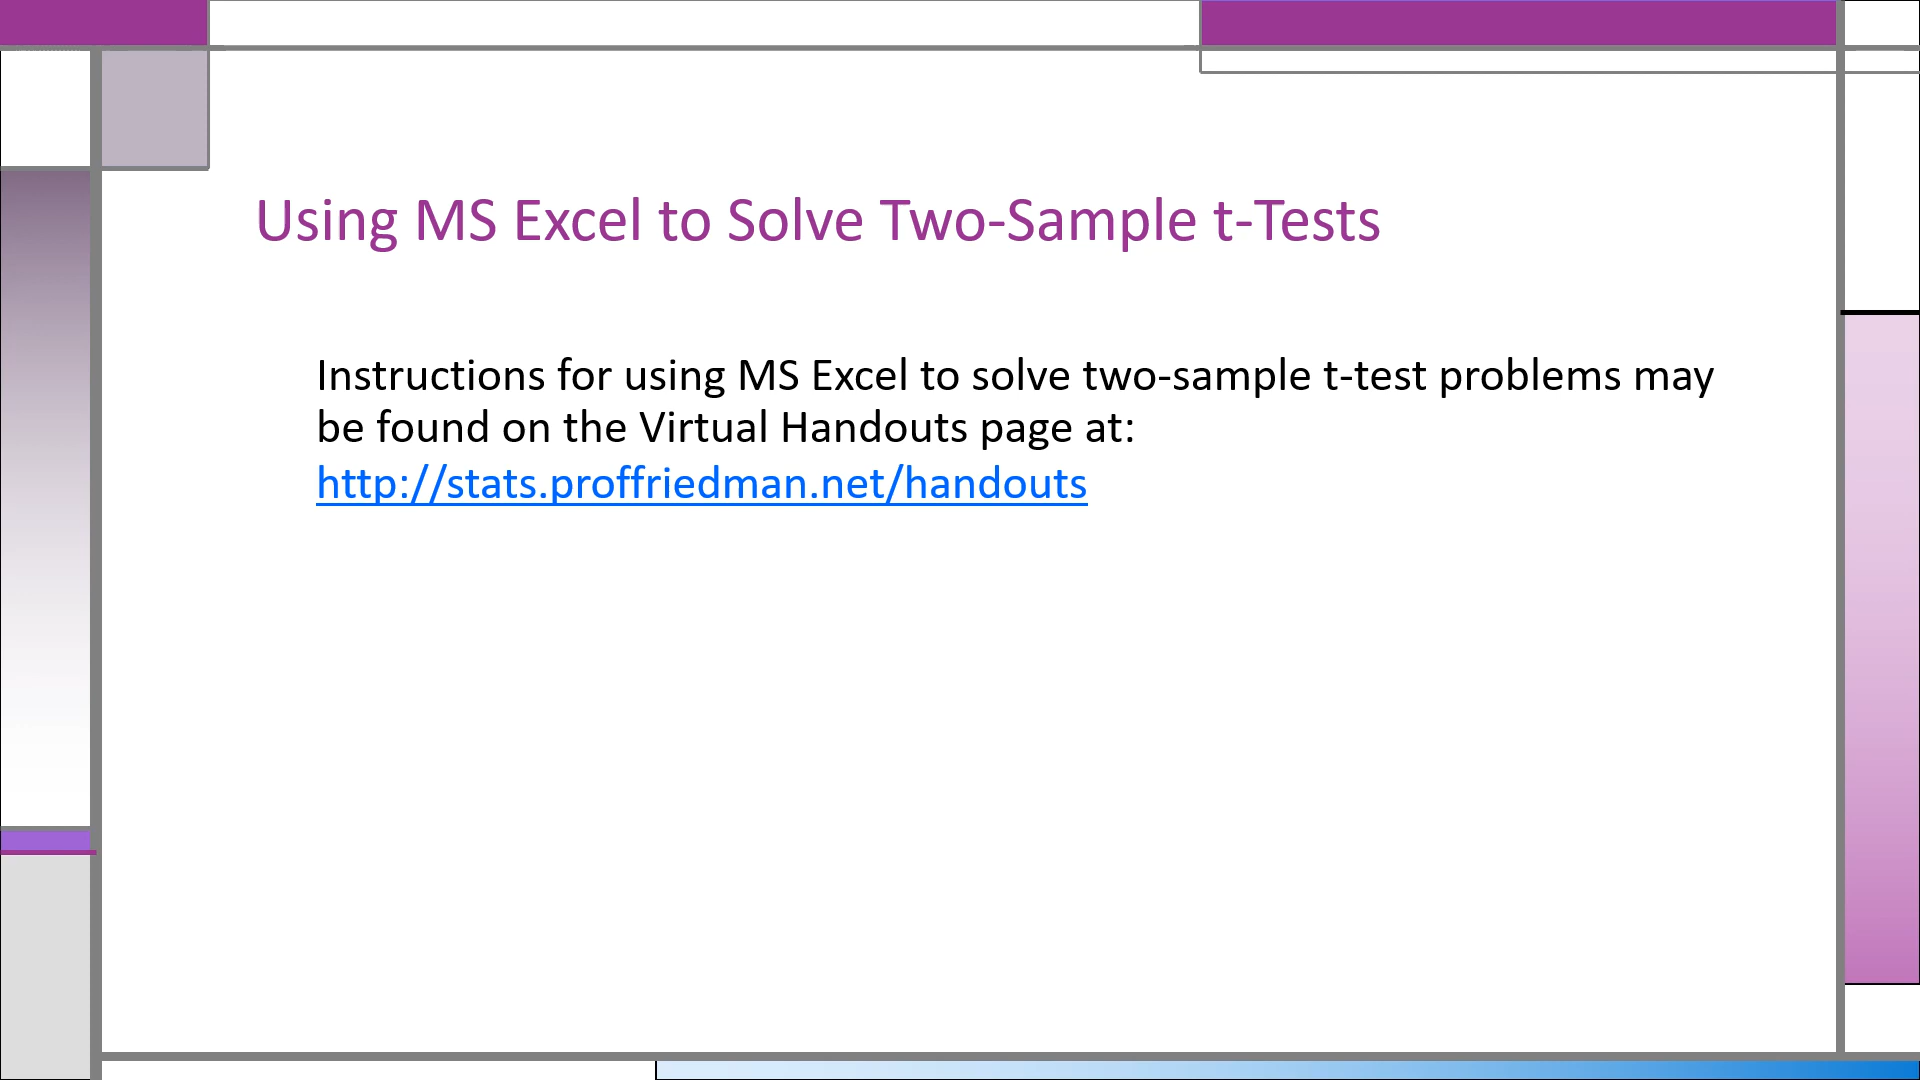 Using MS Excel to Solve Two-Sample t-Tests
Instructions for using MS Excel to solve two-sample t-test problems may
be found on the Virtual Handouts page at:
http://stats.proffriedman.net/handouts